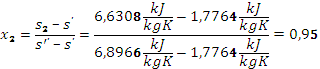 x₂ = (s₂ − s′) / (s″ − s′) = (6,6308 kJ/kgK − 1,7764 kJ/kgK) / (6,8966 kJ/kgK − 1,7764 kJ/kgK) = 0,95